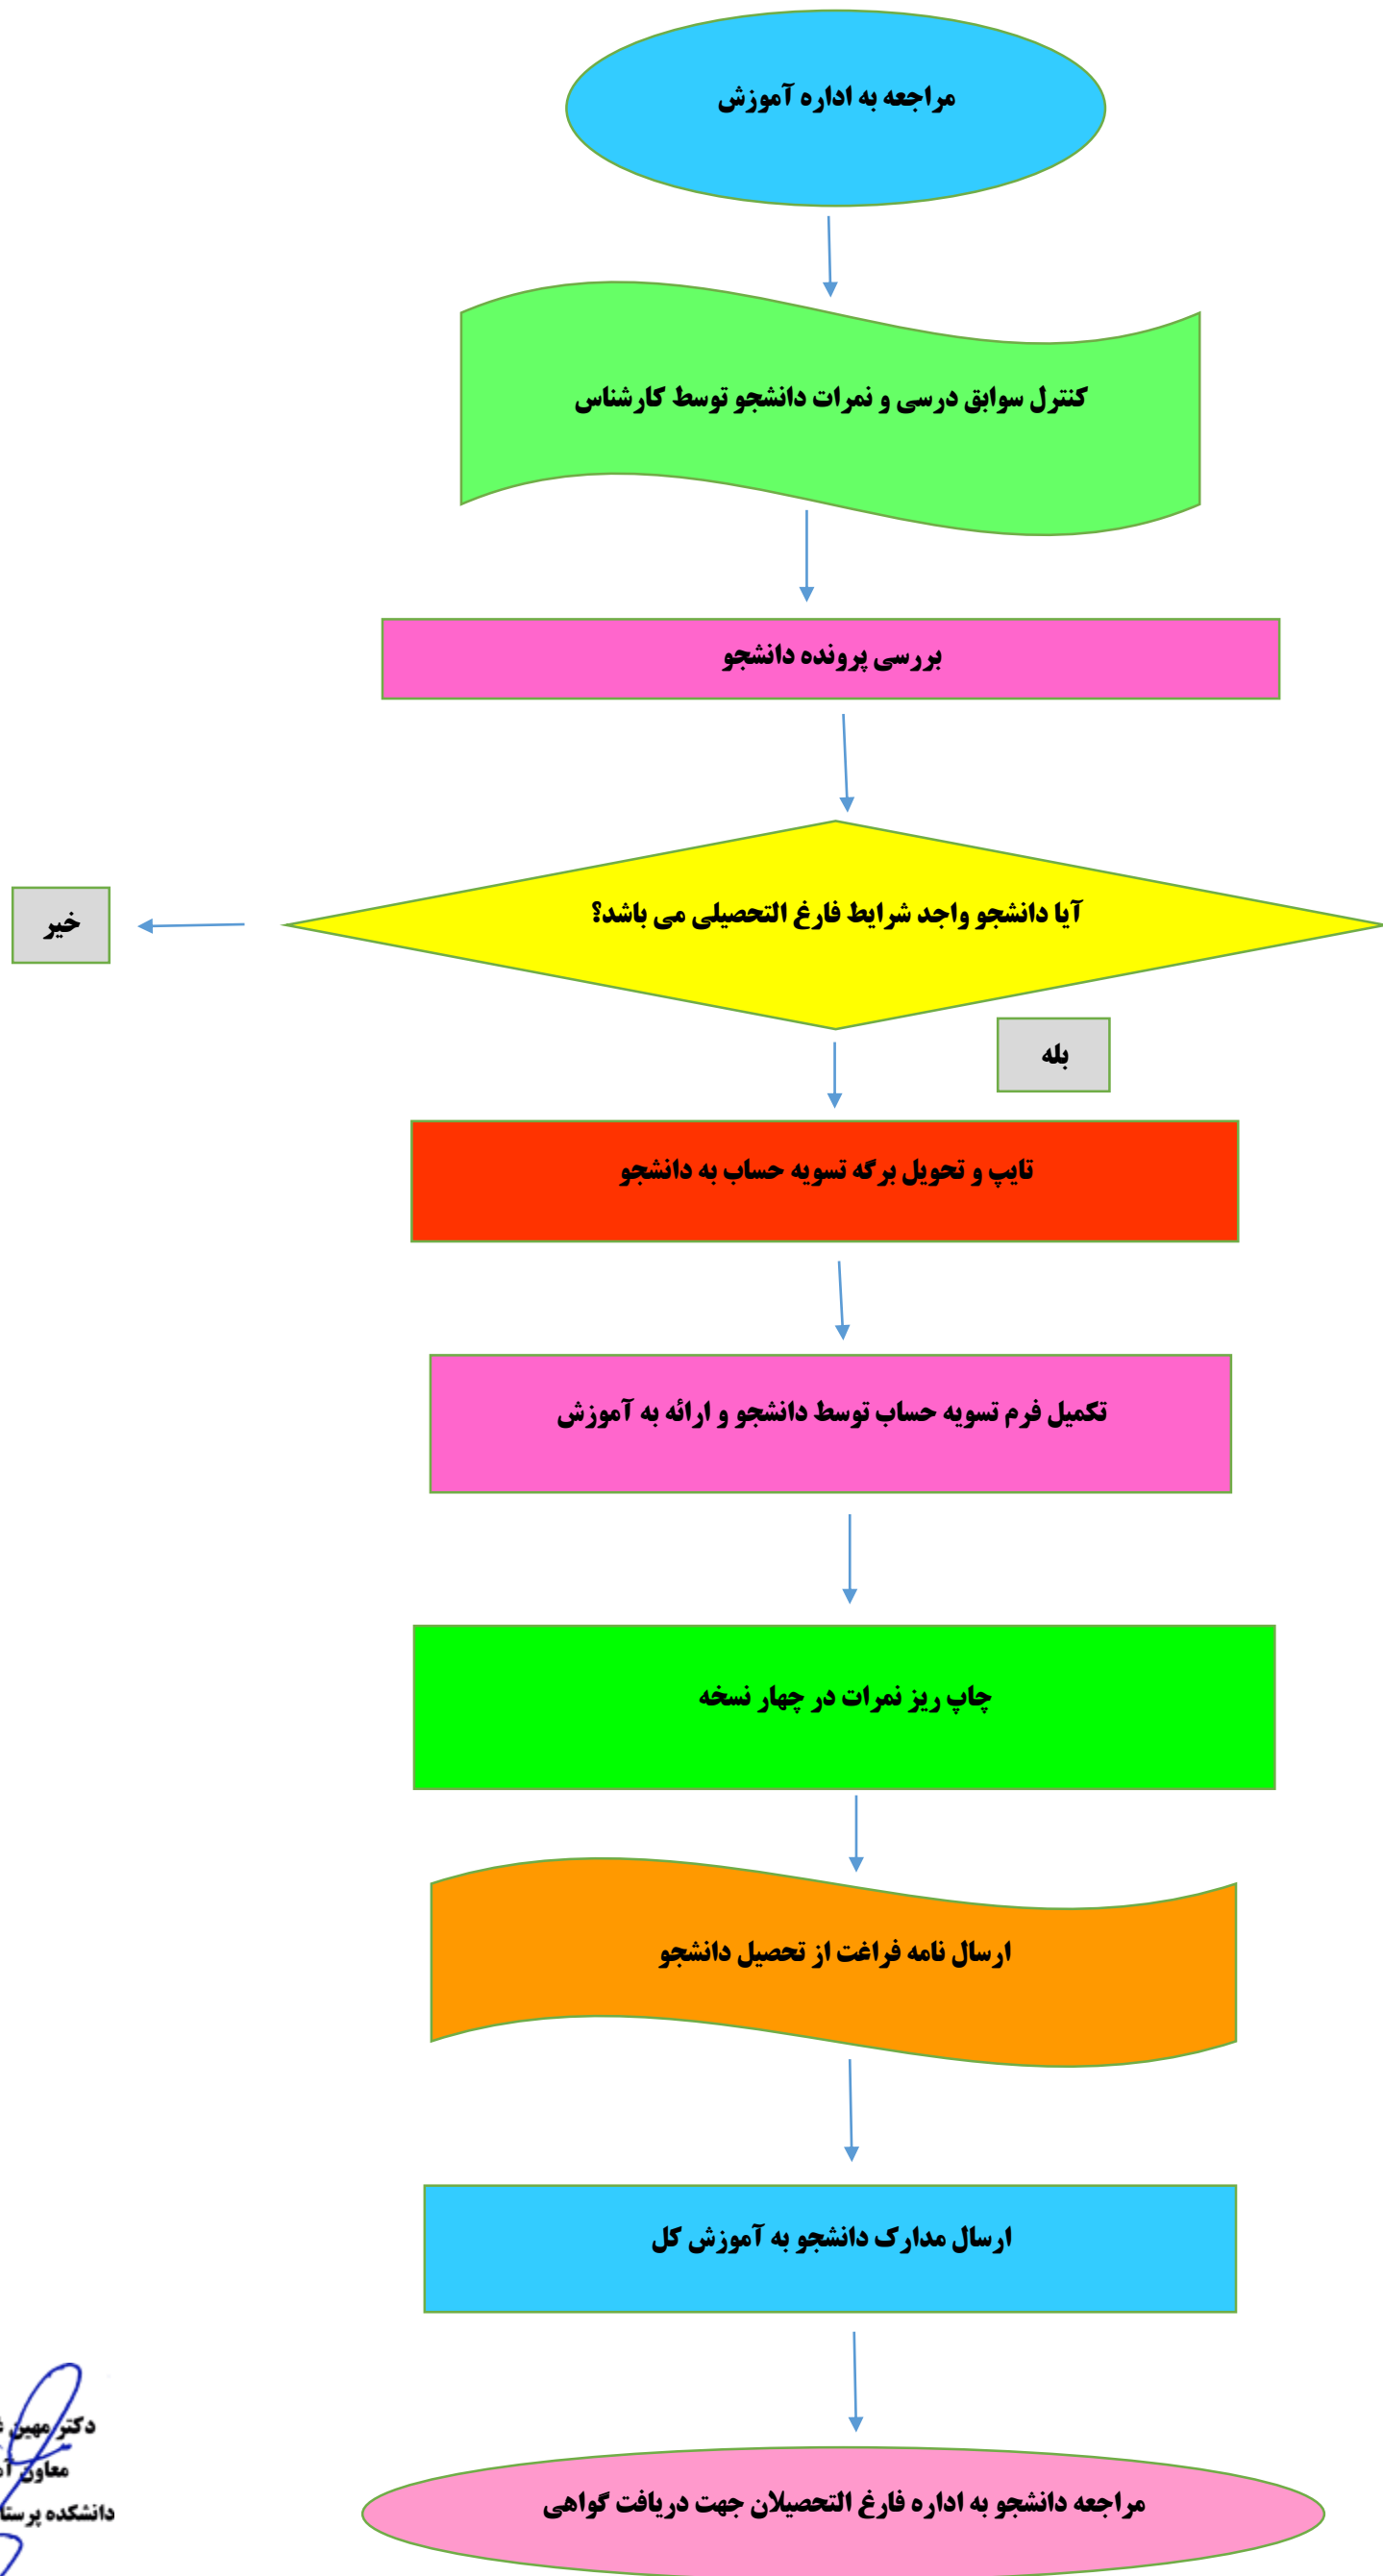 مراجعه به اداره آموزش
کنترل سوابق درسی و نمرات دانشجو توسط کارشناس
بررسی پرونده دانشجو
آیا دانشجو واجد شرایط فارغ التحصیلی می باشد؟
خیر
بله
تایپ و تحویل برگه تسویه حساب به دانشجو
تکمیل فرم تسویه حساب توسط دانشجو و ارائه به آموزش
چاپ ریز نمرات در چهار نسخه
ارسال نامه فراغت از تحصیل دانشجو
ارسال مدارک دانشجو به آموزش کل
دکتر مهین
معاون
دانشکده
مراجعه دانشجو به اداره فارغ التحصیلان جهت دریافت گواهی